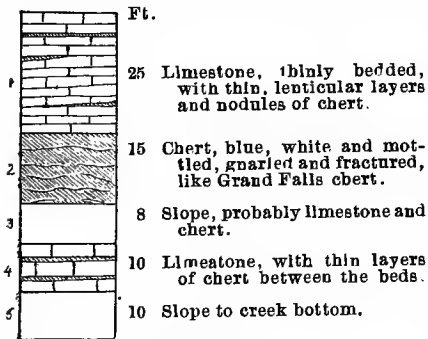 Ft.
1
25 Limestone, thinly bedded,
with thin, lenticular layers
and nodules of chert.
2
15 Chert, blue, white and mot-
tled, gnarled and fractured,
like Grand Falls chert.
3
8 Slope, probably limestone and
chert.
4
10 Limestone, with thin layers
of chert between the beds.
5
10 Slope to creek bottom.